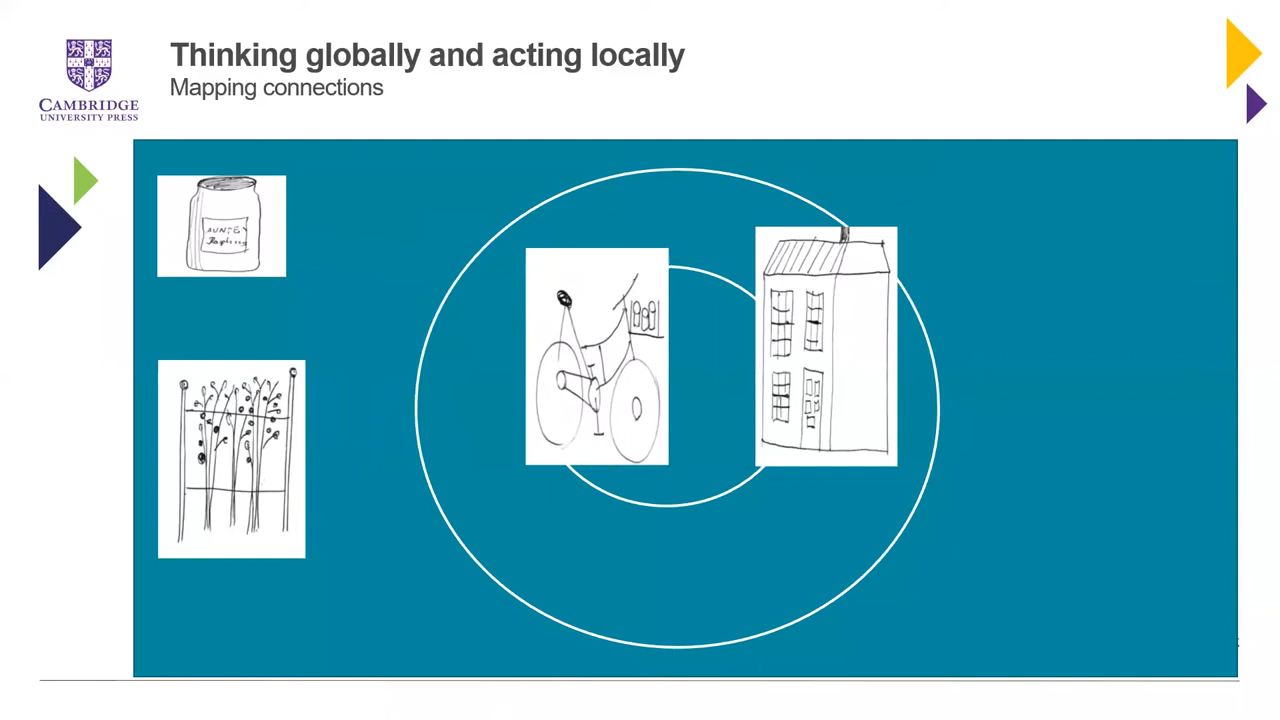 Thinking globally and acting locally
Mapping connections
CAMBRIDGE
UNIVERSITY PRESS